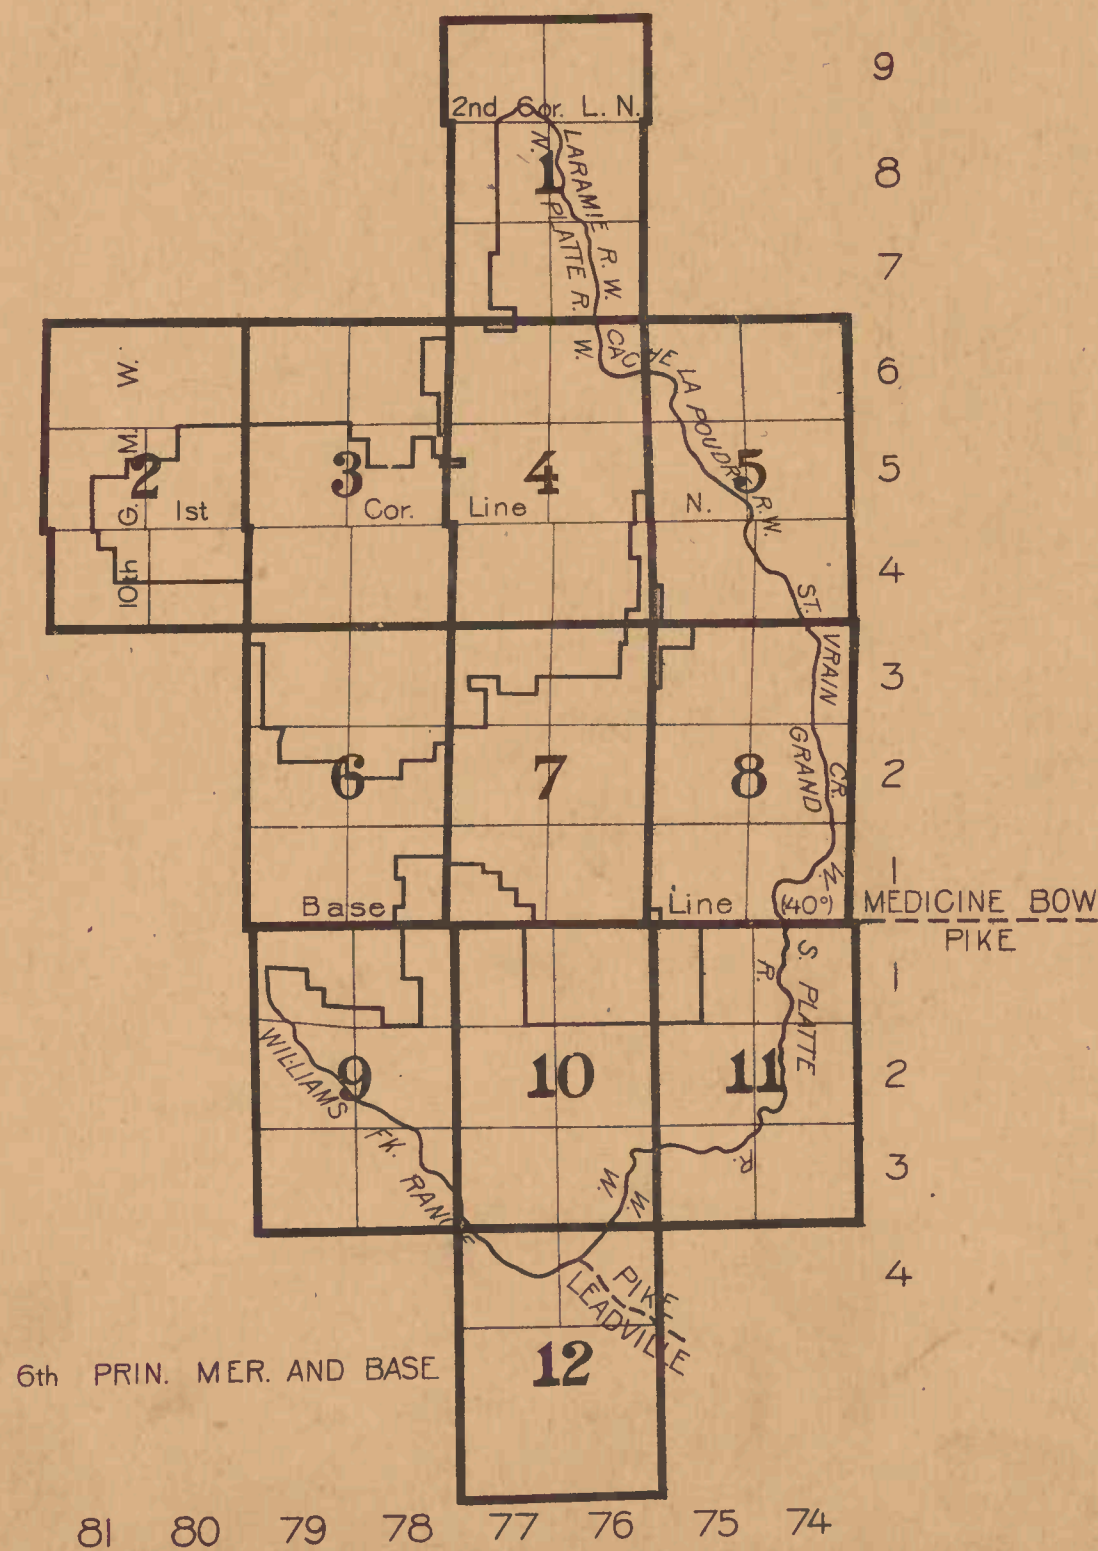 9
2nd Cor. L. N.
LARAMIE R. W.
N. PLATTE R. W.
1
8
7
CACHE LA POUDRE R.W.
6
10th G. M. W.
2
3
4
5
5
1st Cor. Line N.
4
ST. VRAIN CR. W.
3
GRAND R. W.
6
7
8
2
1
Base Line (40°)
MEDICINE BOW
PIKE
S. PLATTE R. W.
1
WILLIAMS FK. RANGE
9
10
11
2
3
4
PIKE
LEADVILLE
12
6th PRIN. MER. AND BASE
81 80 79 78 77 76 75 74